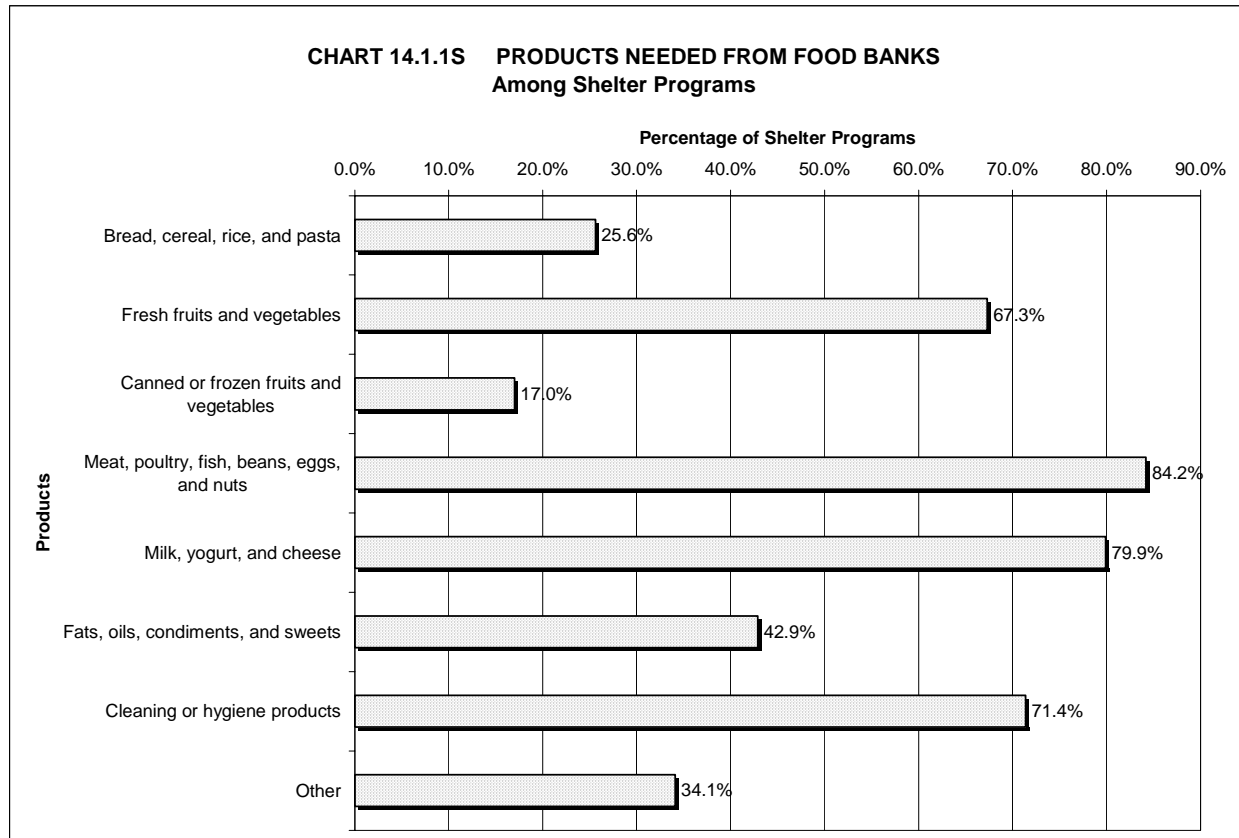 CHART 14.1.1S PRODUCTS NEEDED FROM FOOD BANKS
Among Shelter Programs
Percentage of Shelter Programs
0.0% 10.0% 20.0% 30.0% 40.0% 50.0% 60.0% 70.0% 80.0% 90.0%
Bread, cereal, rice, and pasta 25.6%
Fresh fruits and vegetables 67.3%
Canned or frozen fruits and
vegetables 17.0%
Meat, poultry, fish, beans, eggs,
and nuts 84.2%
Products
Milk, yogurt, and cheese 79.9%
Fats, oils, condiments, and sweets 42.9%
Cleaning or hygiene products 71.4%
Other 34.1%